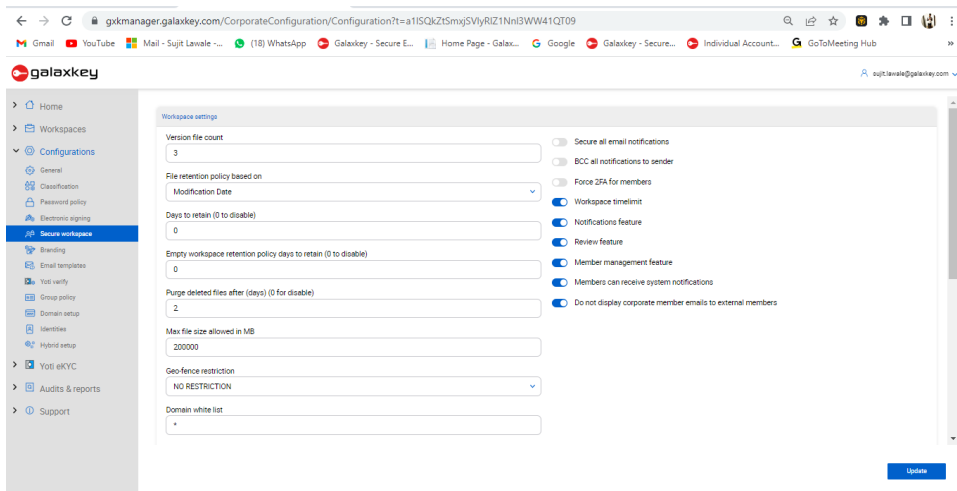 gxkmanager.galaxkey.com/CorporateConfiguration/Configuration?t=a1ISQkZtSmxjSVlyRlZ1NnI3WW41QT09
Gmail YouTube Mail - Sujit Lawale -... (18) WhatsApp Galaxkey - Secure E... Home Page - Galax... Google Galaxkey - Secure... Individual Account... GoToMeeting Hub »
galaxkey
sujit.lawale@galaxkey.com
Home
Workspaces
Configurations
General
Classification
Password policy
Electronic signing
Secure workspace
Branding
Email templates
Yoti verify
Group policy
Domain setup
Identities
Hybrid setup
Yoti eKYC
Audits & reports
Support
Workspace settings
Version file count
3
File retention policy based on
Modification Date
Days to retain (0 to disable)
0
Empty workspace retention policy days to retain (0 to disable)
0
Purge deleted files after (days) (0 for disable)
2
Max file size allowed in MB
200000
Geo-fence restriction
NO RESTRICTION
Domain white list
*
Secure all email notifications
BCC all notifications to sender
Force 2FA for members
Workspace timelimit
Notifications feature
Review feature
Member management feature
Members can receive system notifications
Do not display corporate member emails to external members
Update